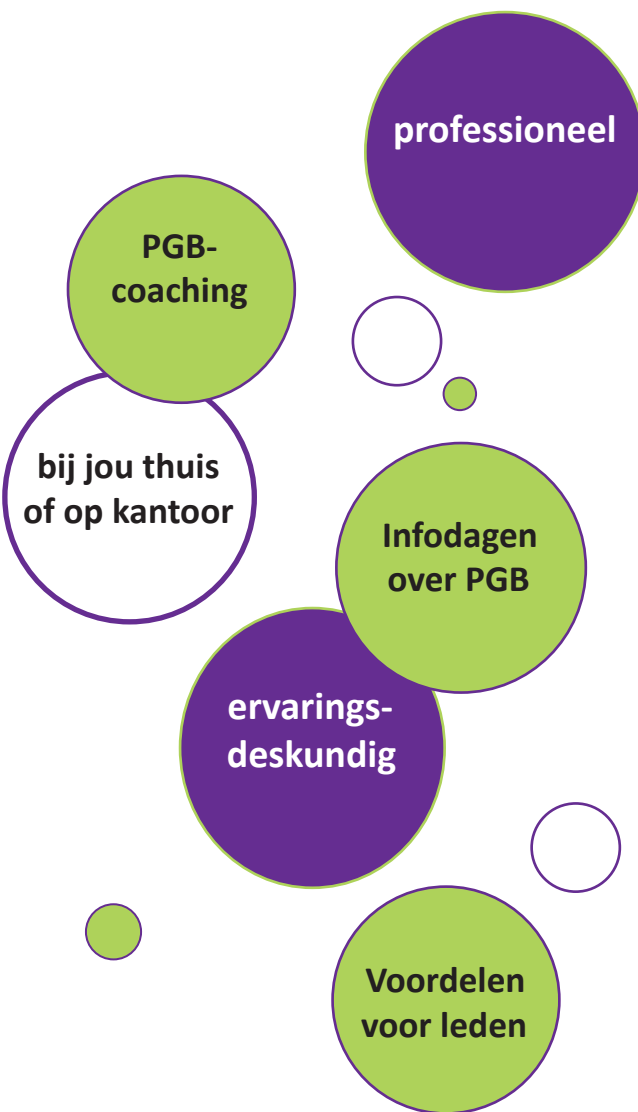 professioneel
PGB-
coaching
bij jou thuis
of op kantoor
Infodagen
over PGB
ervarings-
deskundig
Voordelen
voor leden